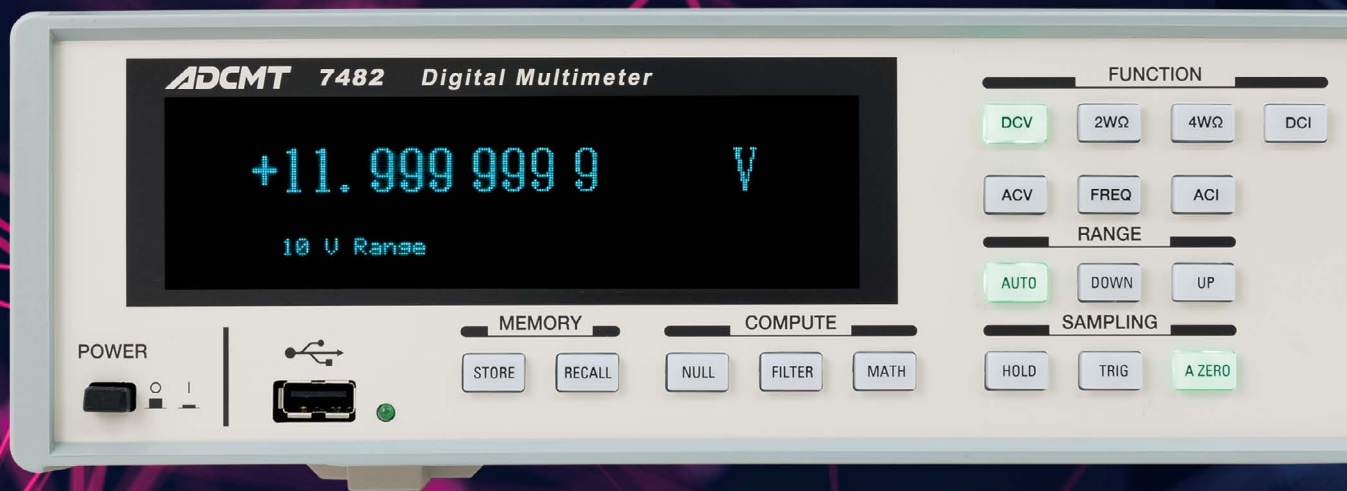 ADCMT 7482 Digital Multimeter
+11.999 999 9 V
10 V Range
FUNCTION
DCV 2WΩ 4WΩ DCI
ACV FREQ ACI
RANGE
AUTO DOWN UP
SAMPLING
HOLD TRIG A ZERO
MEMORY
STORE RECALL
COMPUTE
NULL FILTER MATH
POWER